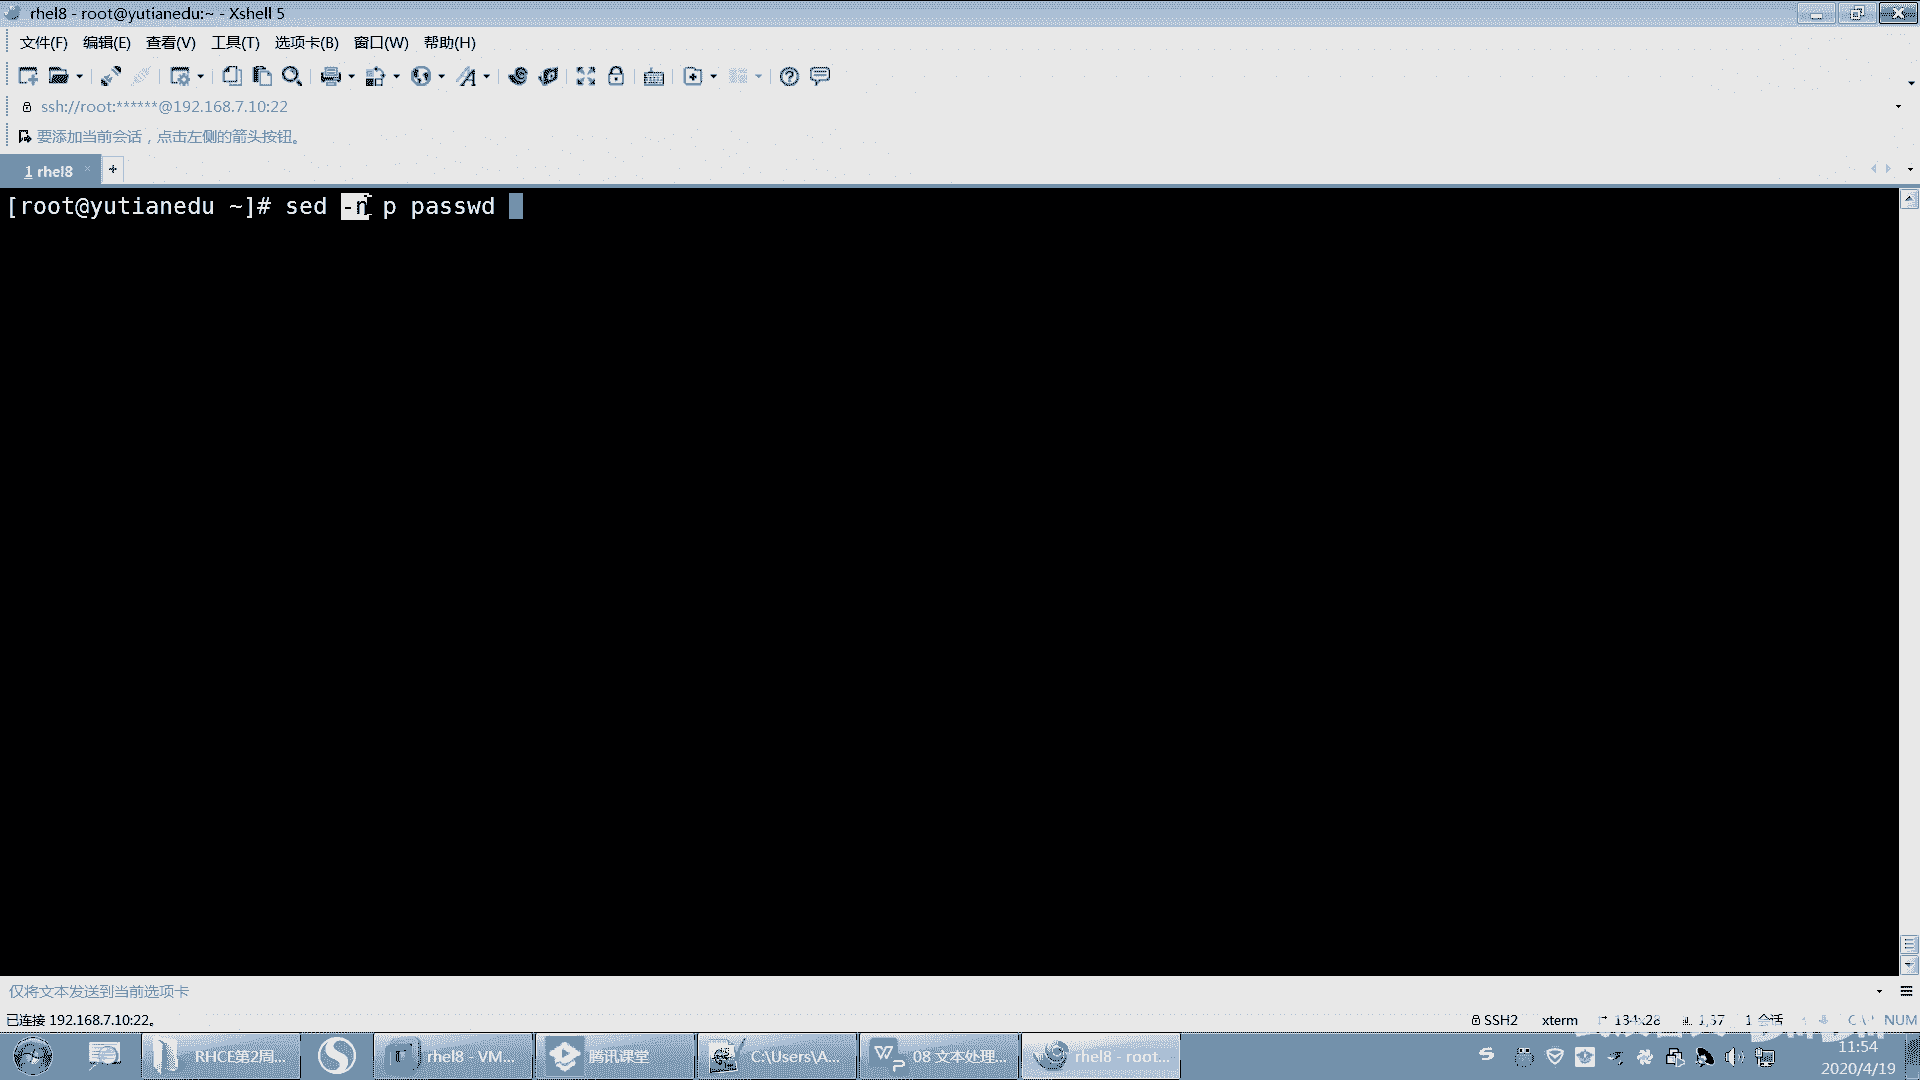 rhel8 - root@yutianedu:~ - Xshell 5
文件(F) 编辑(E) 查看(V) 工具(T) 选项卡(B) 窗口(W) 帮助(H)
ssh://root:******@192.168.7.10:22
要添加当前会话，点击左侧的箭头按钮。
1 rhel8 × +
[root@yutianedu ~]# sed -n p passwd
仅将文本发送到当前选项卡
已连接 192.168.7.10:22。 SSH2 xterm 134x28 1,37 1 会话 NUM
RHCE第2周... rhel8 - VM... 腾讯课堂 C:\Users\A... 08 文本处理... rhel8 - root...
11:54
2020/4/19